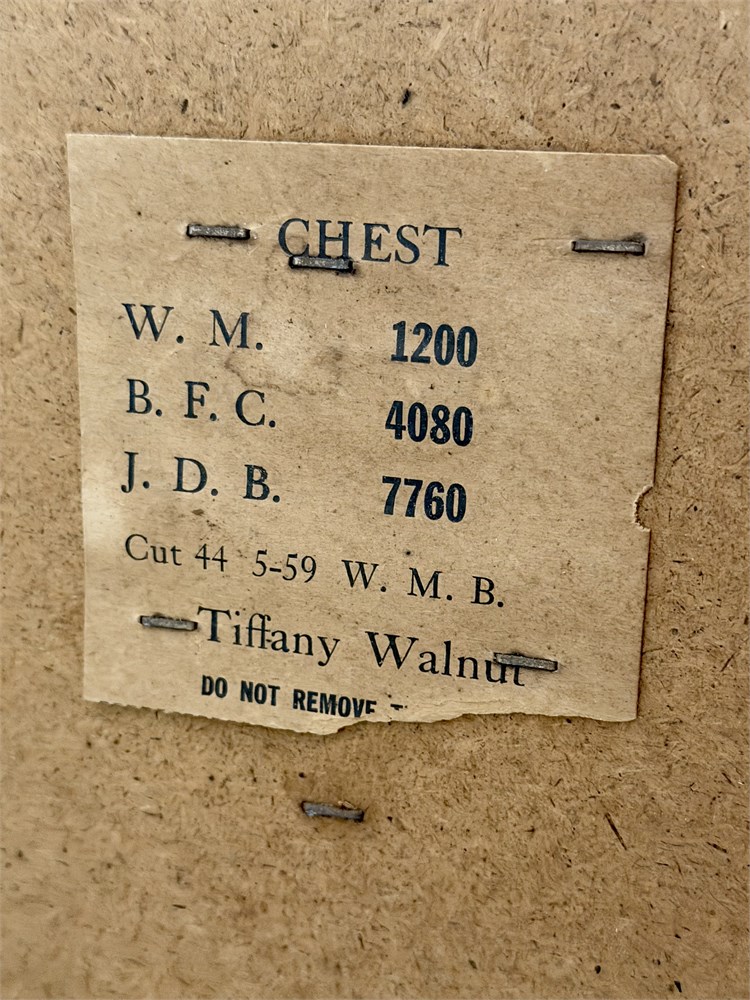 CHEST
W. M. 1200
B. F. C. 4080
J. D. B. 7760
Cut 44 5-59 W. M. B.
Tiffany Walnut
DO NOT REMOVE